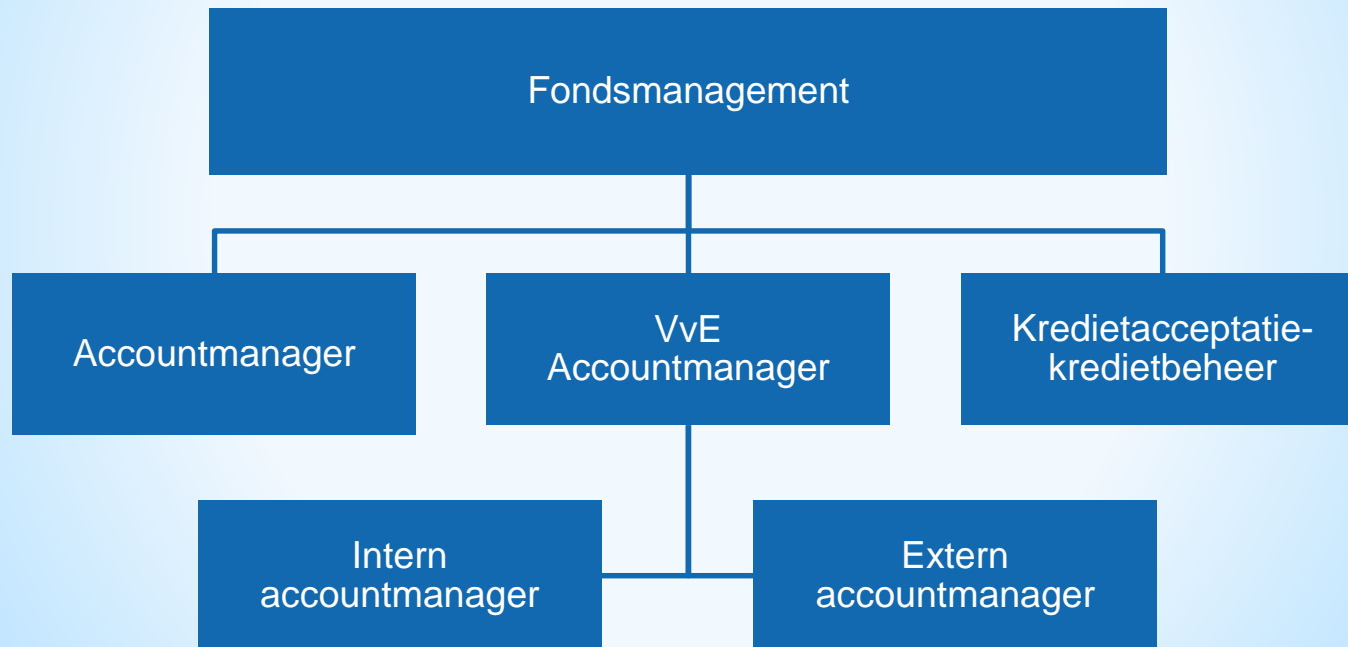 Fondsmanagement
Accountmanager
VvE
Accountmanager
Kredietacceptatie-
kredietbeheer
Intern
accountmanager
Extern
accountmanager